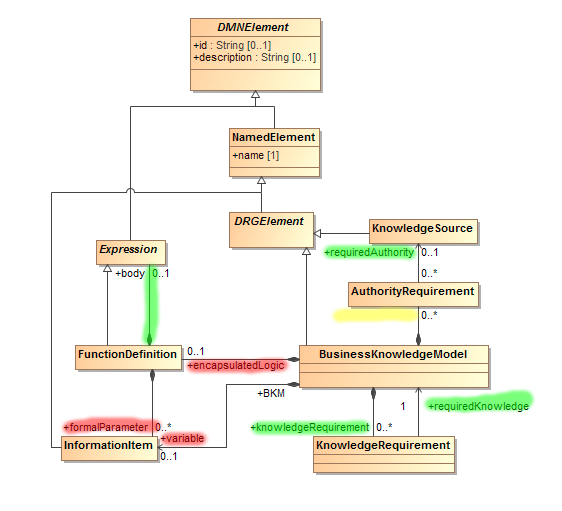 DMNElement
+id : String [0..1]
+description : String [0..1]
NamedElement
+name [1]
DRGElement
KnowledgeSource
+requiredAuthority 0..1
Expression
+body 0..1
0..*
AuthorityRequirement
0..*
FunctionDefinition
0..1
+encapsulatedLogic
BusinessKnowledgeModel
+BKM
1
+requiredKnowledge
+formalParameter 0..*
+knowledgeRequirement 0..*
+variable
InformationItem
0..1
KnowledgeRequirement